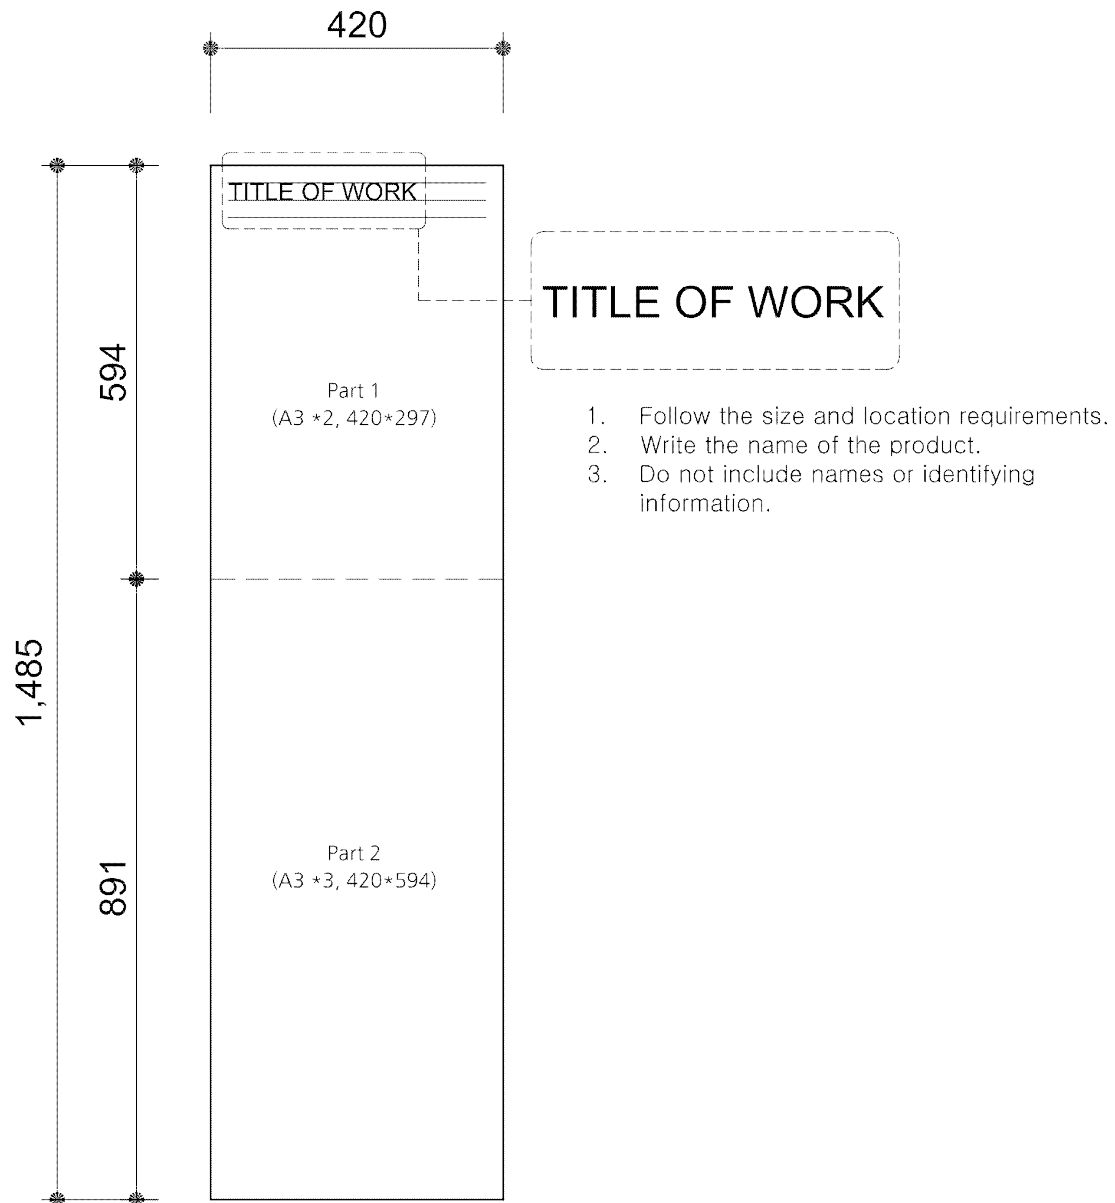 420
TITLE OF WORK
TITLE OF WORK
594
Part 1
(A3 *2, 420*297)
1. Follow the size and location requirements.
2. Write the name of the product.
3. Do not include names or identifying
information.
1,485
891
Part 2
(A3 *3, 420*594)